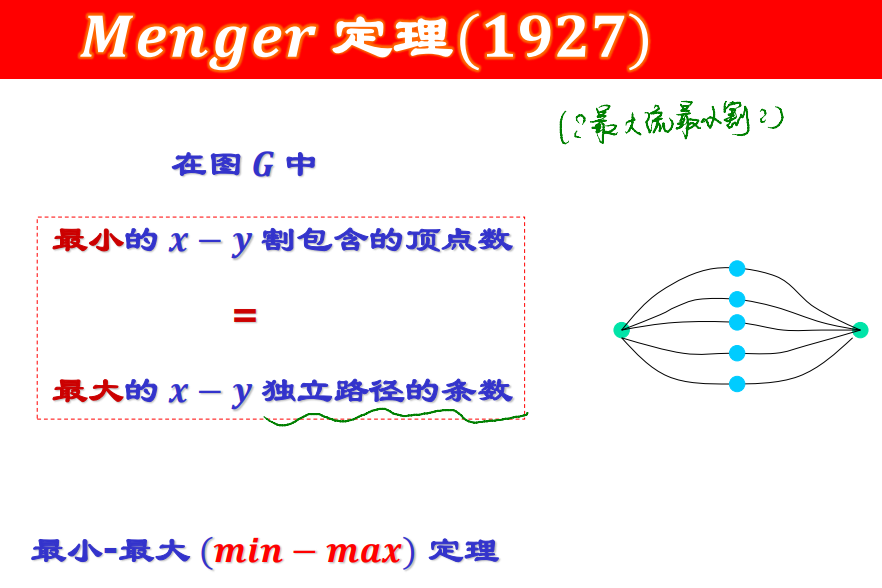 Menger 定理(1927)
(?最大流最小割?)
在图 G 中
最小的 x − y 割包含的顶点数
=
最大的 x − y 独立路径的条数
最小-最大 (min − max) 定理